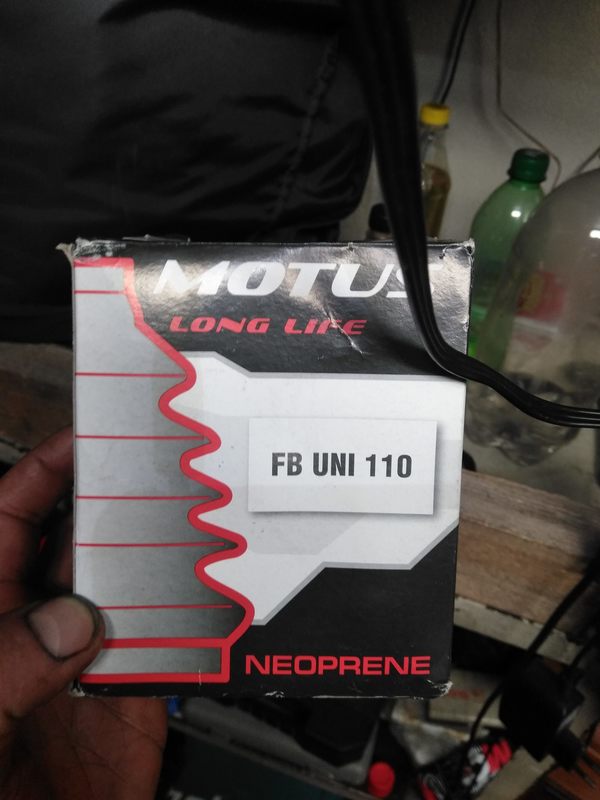 MOTUS
LONG LIFE
FB UNI 110
NEOPRENE